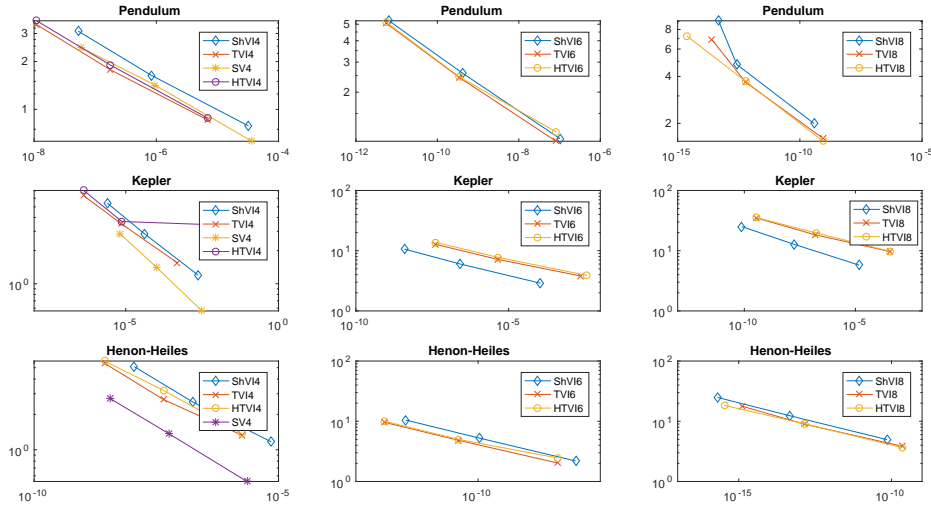 Pendulum
3
2
1
10^-8
10^-6
10^-4
ShVI4
TVI4
SV4
HTVI4
Pendulum
5
4
3
2
10^-12
10^-10
10^-8
10^-6
ShVI6
TVI6
HTVI6
Pendulum
8
6
4
2
10^-15
10^-10
10^-5
ShVI8
TVI8
HTVI8
Kepler
10^0
10^-5
10^0
ShVI4
TVI4
SV4
HTVI4
Kepler
10^2
10^1
10^0
10^-10
10^-5
ShVI6
TVI6
HTVI6
Kepler
10^2
10^1
10^0
10^-10
10^-5
ShVI8
TVI8
HTVI8
Henon-Heiles
10^0
10^-10
10^-5
ShVI4
TVI4
HTVI4
SV4
Henon-Heiles
10^2
10^1
10^0
10^-10
ShVI6
TVI6
HTVI6
Henon-Heiles
10^2
10^1
10^0
10^-15
10^-10
ShVI8
TVI8
HTVI8